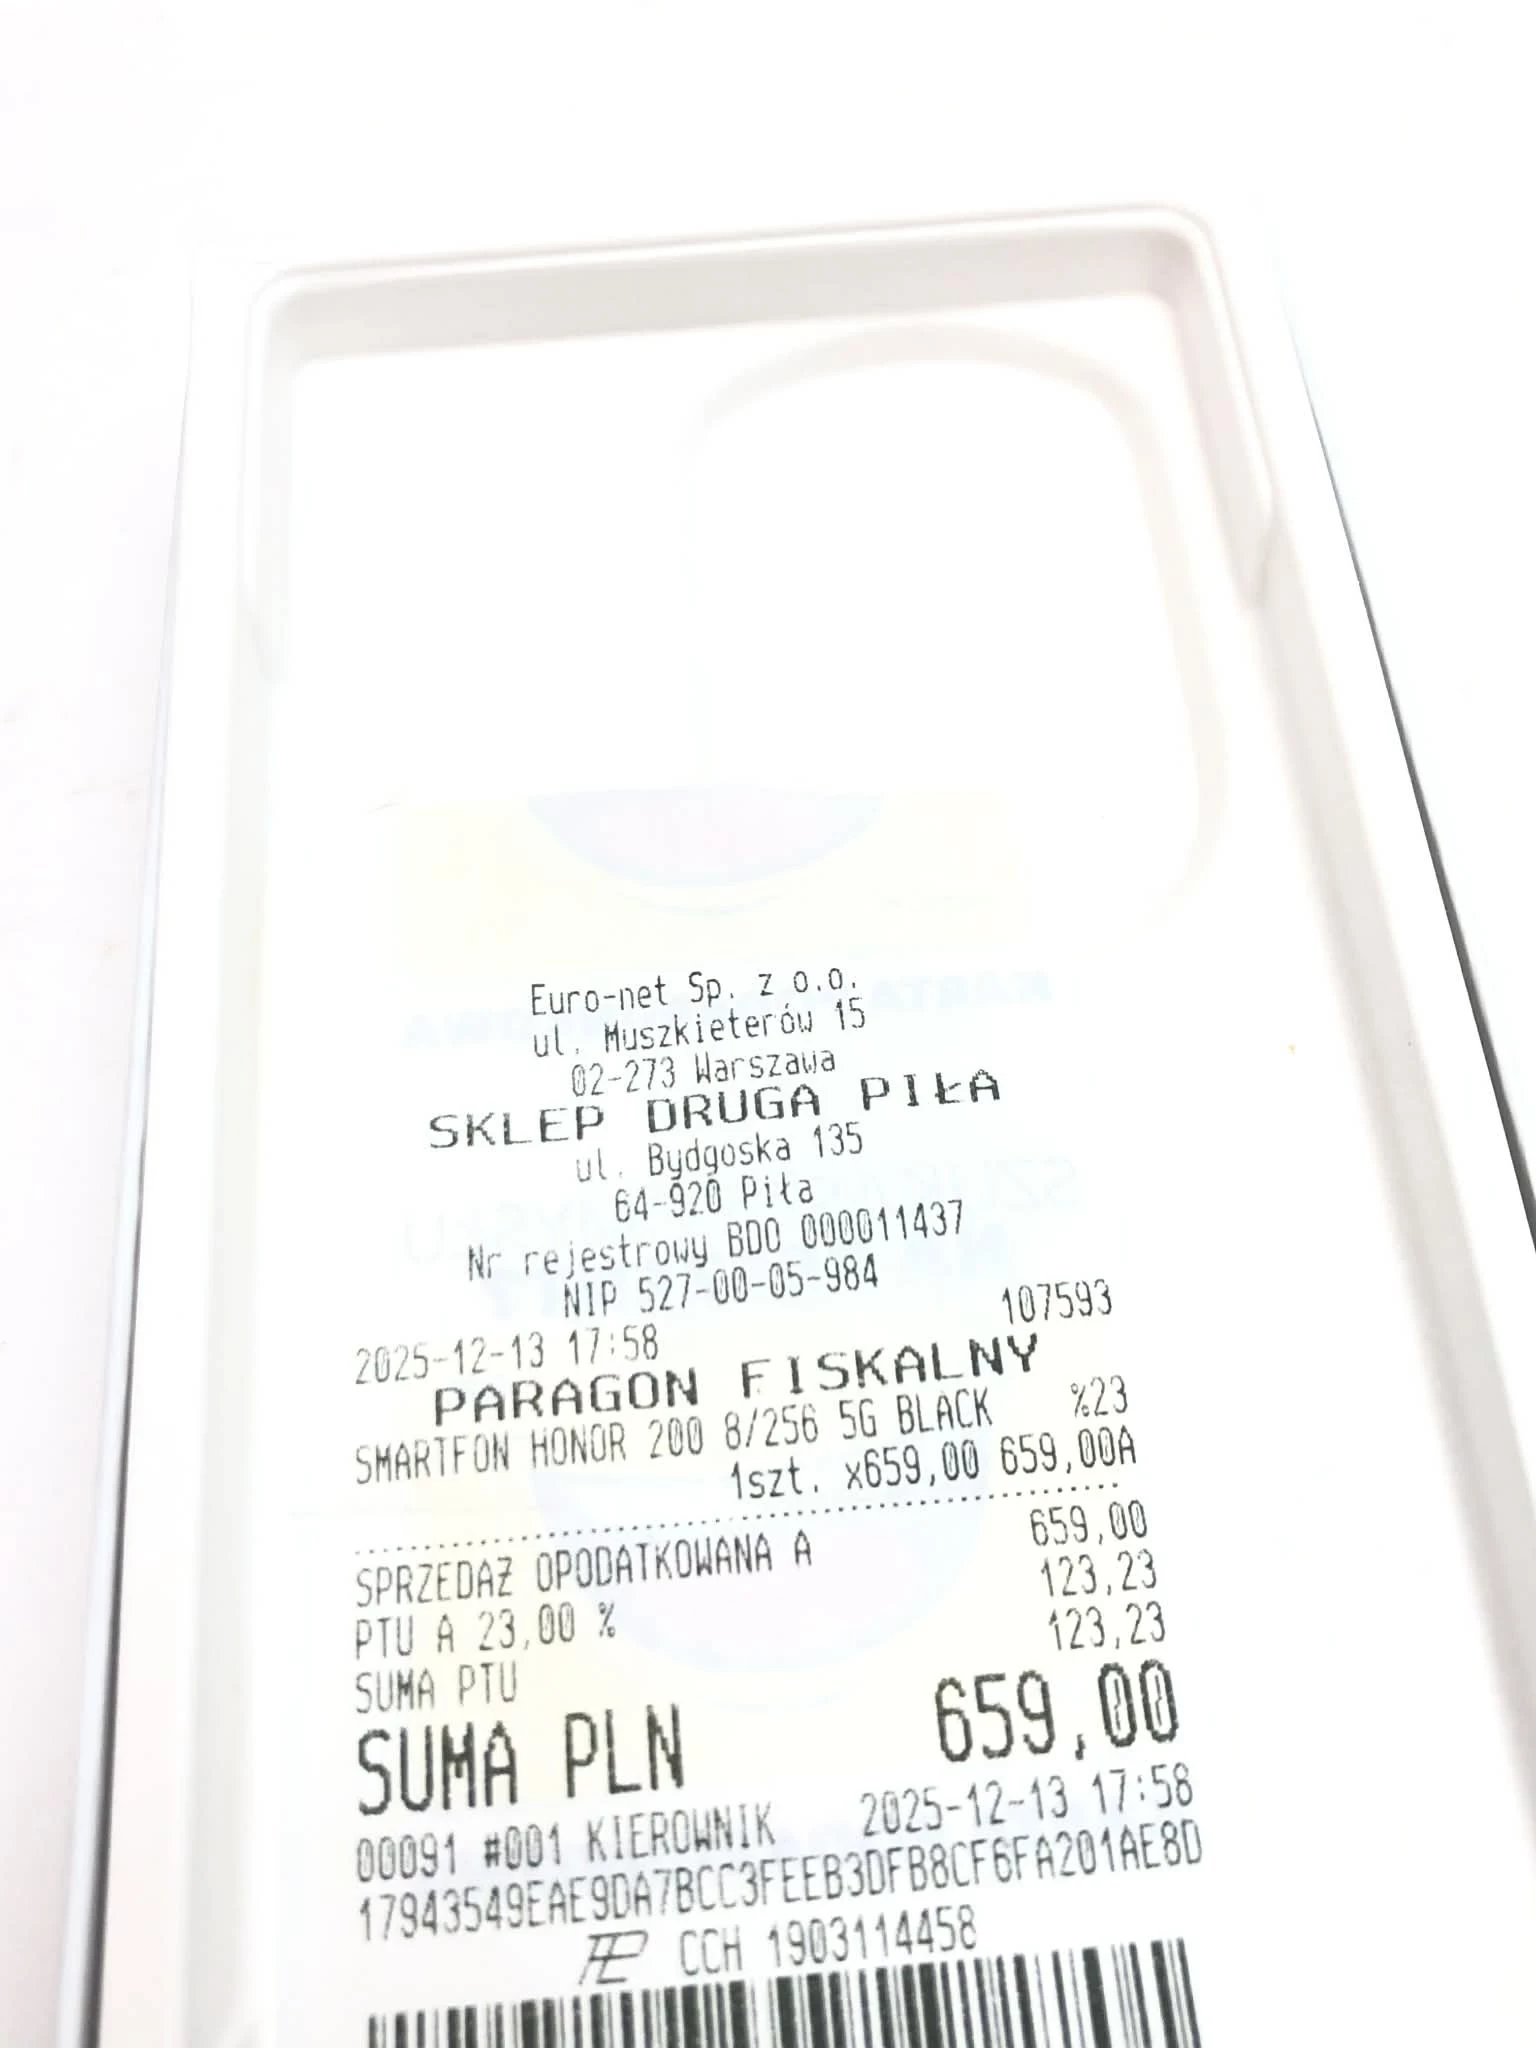 Euro-net Sp. z o.o.
ul. Muszkieterów 15
02-273 Warszawa
SKLEP DRUGA PIŁA
ul. Bydgoska 135
64-920 Piła
Nr rejestrowy BDO 000011437
NIP 527-00-05-984
2025-12-13 17:58 107593
PARAGON FISKALNY
SMARTFON HONOR 200 8/256 5G BLACK %23
1szt. x659,00 659,00A
SPRZEDAŻ OPODATKOWANA A 659,00
PTU A 23,00 % 123,23
SUMA PTU 123,23
SUMA PLN 659,00
00091 #001 KIEROWNIK 2025-12-13 17:58
17943549EAE9DA7BCC3FEEB3DFB8CF6FA201AE8D
CCH 1903114458